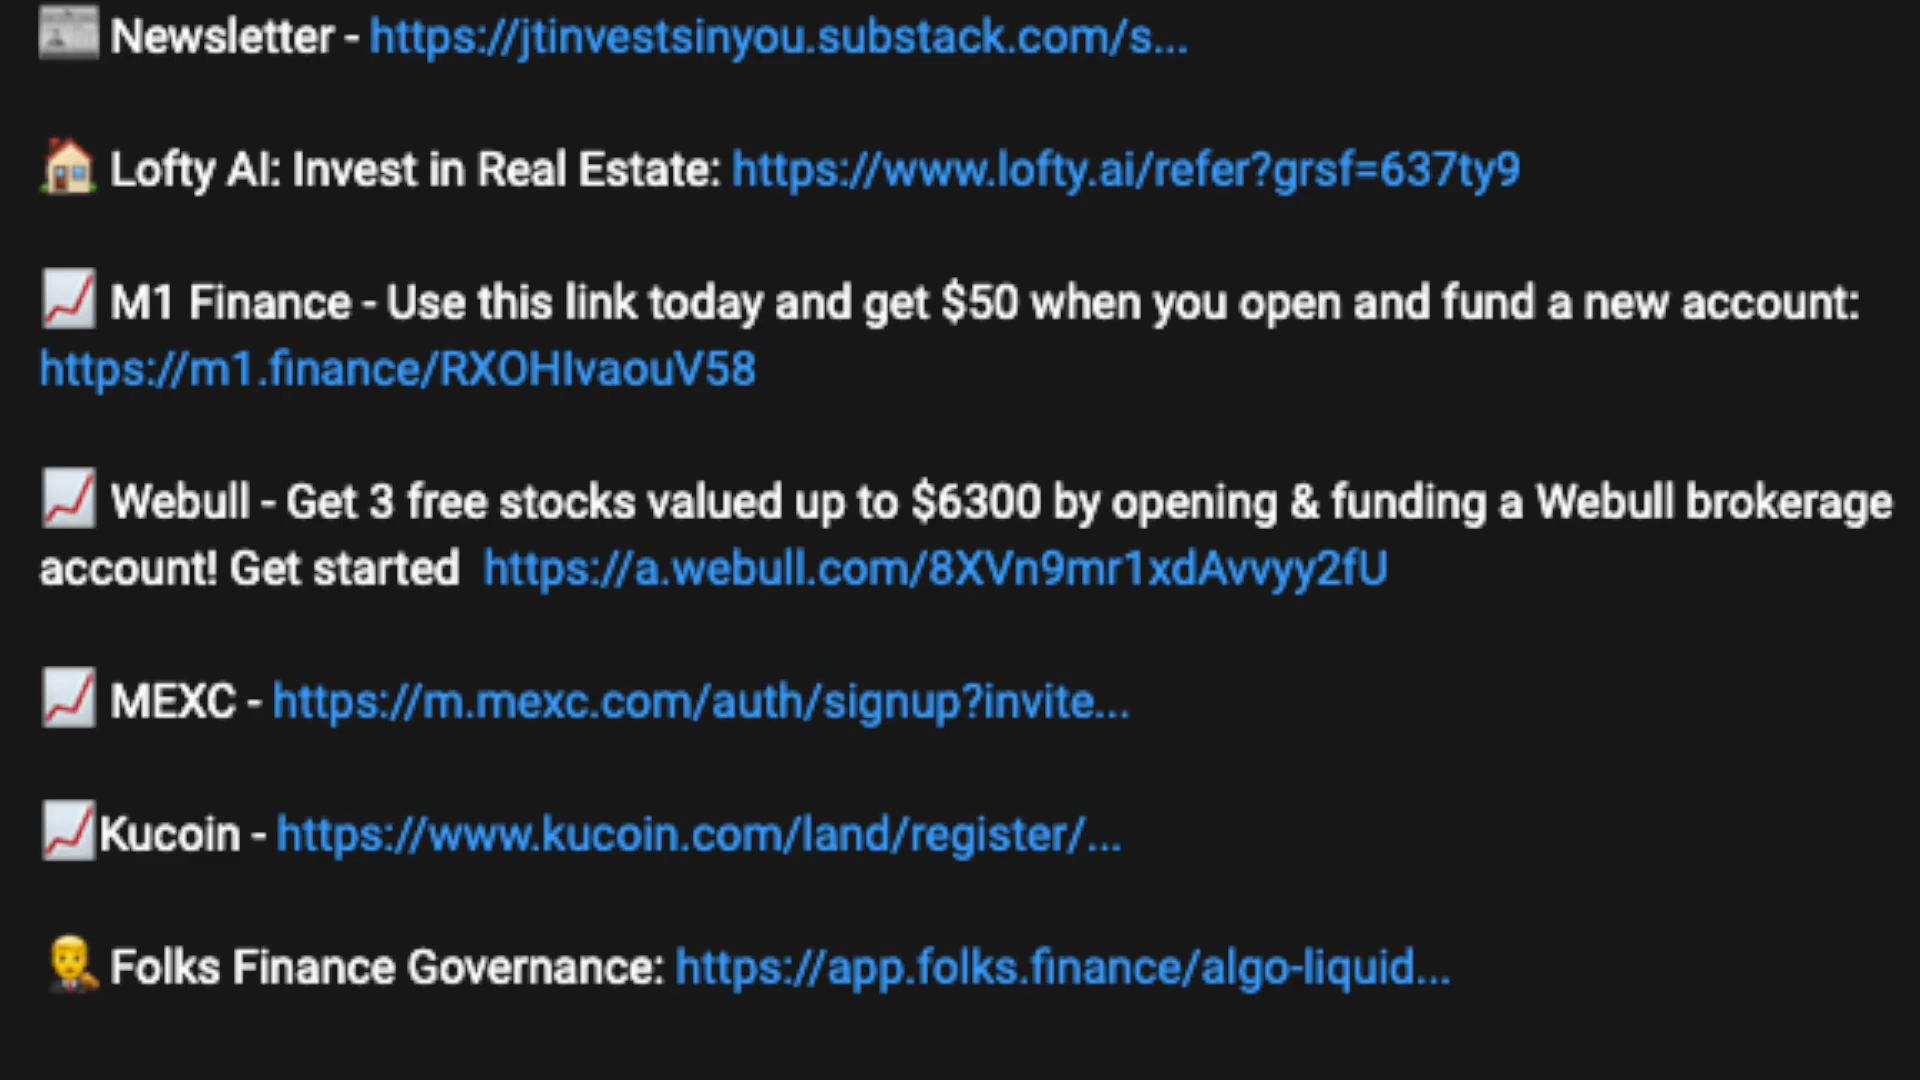 Newsletter - https://jtinvestsinyou.substack.com/s...
Lofty AI: Invest in Real Estate: https://www.lofty.ai/refer?grsf=637ty9
M1 Finance - Use this link today and get $50 when you open and fund a new account:
https://m1.finance/RXOHIvaouV58
Webull - Get 3 free stocks valued up to $6300 by opening & funding a Webull brokerage
account! Get started  https://a.webull.com/8XVn9mr1xdAvvyy2fU
MEXC - https://m.mexc.com/auth/signup?invite...
Kucoin - https://www.kucoin.com/land/register/...
Folks Finance Governance: https://app.folks.finance/algo-liquid...